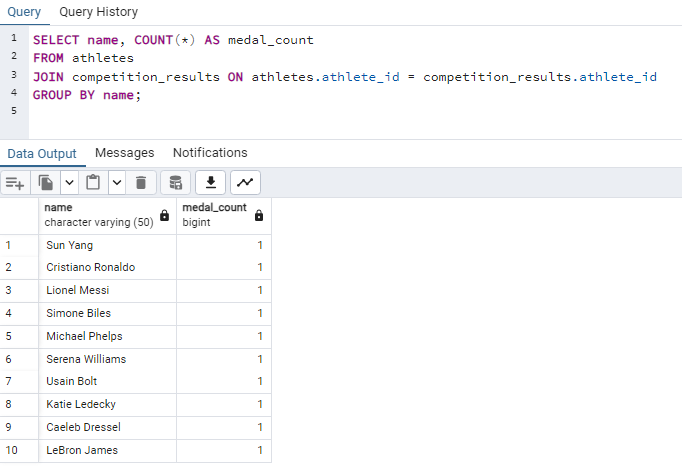 Query Query History
1 SELECT name, COUNT(*) AS medal_count
2 FROM athletes
3 JOIN competition_results ON athletes.athlete_id = competition_results.athlete_id
4 GROUP BY name;
5
Data Output Messages Notifications
name medal_count
character varying (50) bigint
1 Sun Yang 1
2 Cristiano Ronaldo 1
3 Lionel Messi 1
4 Simone Biles 1
5 Michael Phelps 1
6 Serena Williams 1
7 Usain Bolt 1
8 Katie Ledecky 1
9 Caeleb Dressel 1
10 LeBron James 1